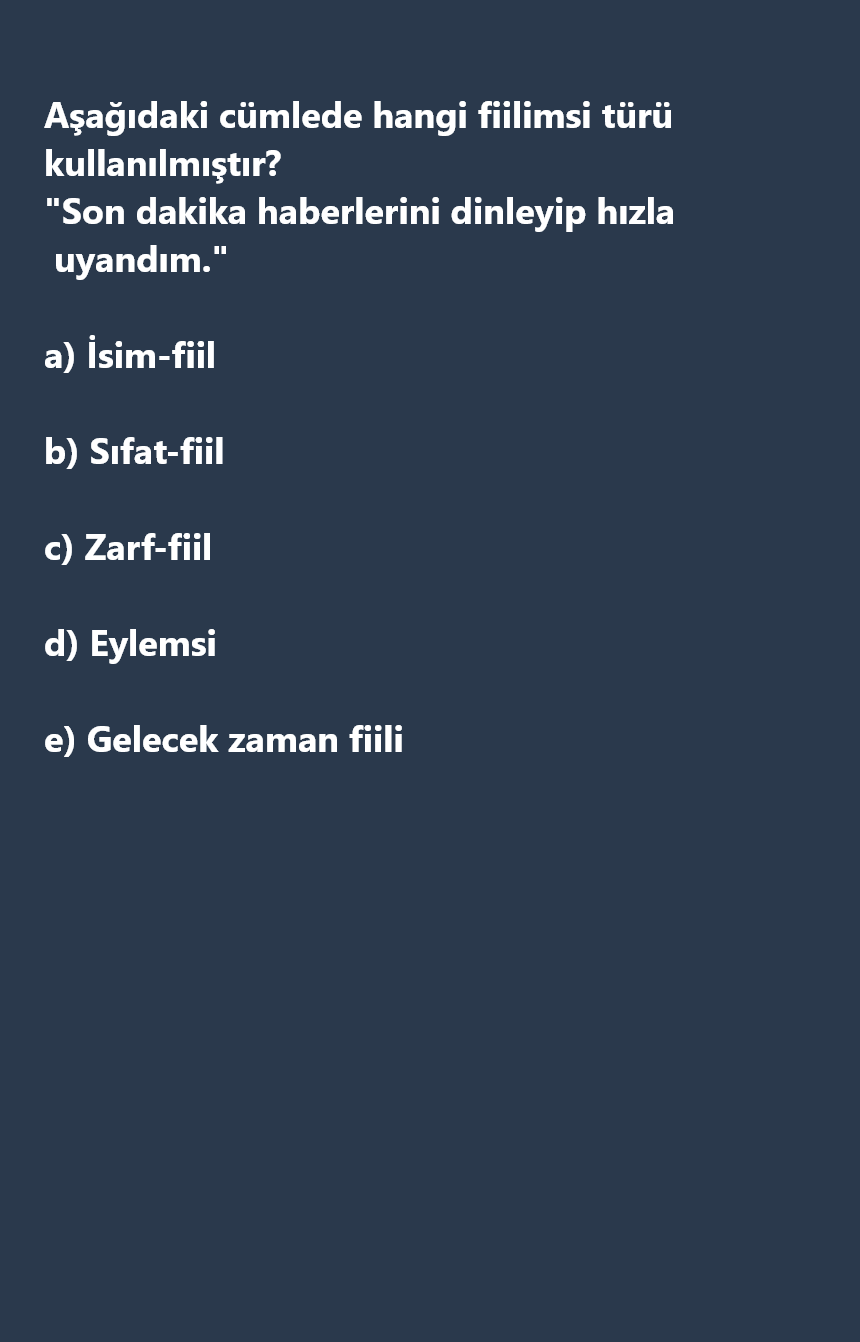 Aşağıdaki cümlede hangi fiilimsi türü
kullanılmıştır?
"Son dakika haberlerini dinleyip hızla
uyandım."
a) İsim-fiil
b) Sıfat-fiil
c) Zarf-fiil
d) Eylemsi
e) Gelecek zaman fiili